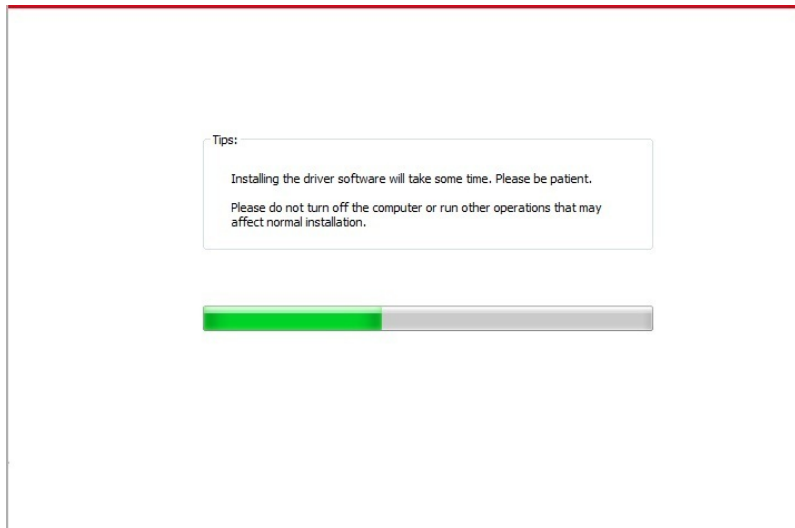 Tips:
Installing the driver software will take some time. Please be patient.
Please do not turn off the computer or run other operations that may
affect normal installation.